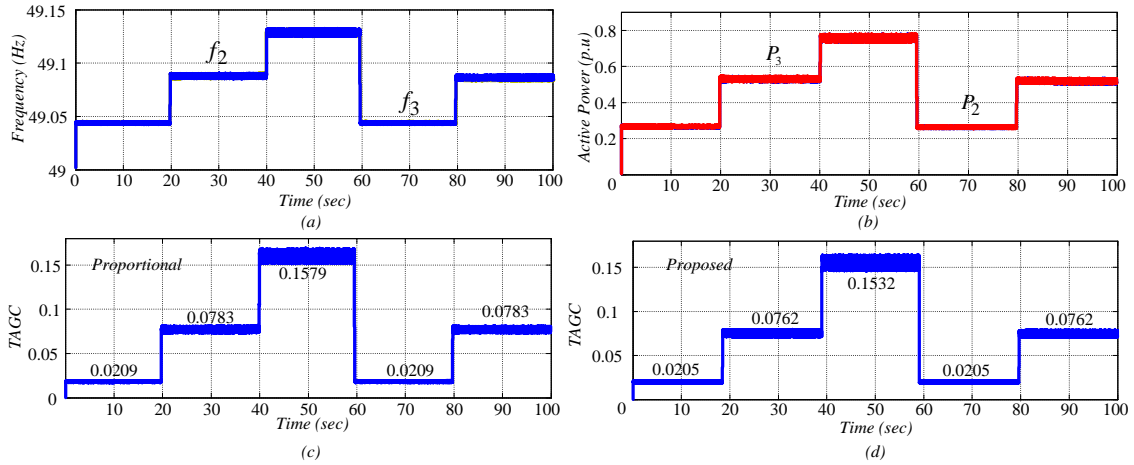 49.15
49.1
49.05
49
Frequency (Hz)
f2
f3
0 10 20 30 40 50 60 70 80 90 100
Time (sec)
(a)
0.8
0.6
0.4
0.2
0
Active Power (p.u)
P3
P2
0 10 20 30 40 50 60 70 80 90 100
Time (sec)
(b)
0.15
0.1
0.05
0
TAGC
Proportional
0.1579
0.0783
0.0783
0.0209
0.0209
10 20 30 40 50 60 70 80 90 100
Time (sec)
(c)
0.15
0.1
0.05
0
TAGC
Proposed
0.1532
0.0762
0.0762
0.0205
0.0205
10 20 30 40 50 60 70 80 90 100
Time (sec)
(d)